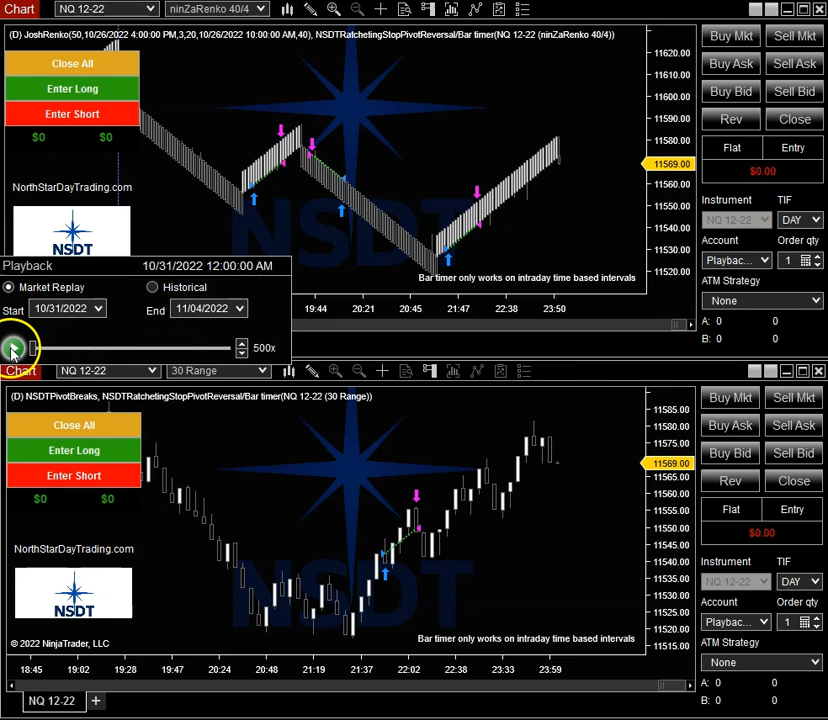 Chart NQ 12-22 ninZaRenko 40/4
(D) JoshRenko(50,10/26/2022 4:00:00 PM,3,20,10/26/2022 10:00:00 AM,40), NSDTRatchetingStopPivotReversal/Bar timer(NQ 12-22 (ninZaRenko 40/4))
Close All
Enter Long
Enter Short
$0 $0
NorthStarDayTrading.com
NSDT
NSDT
Bar timer only works on intraday time based intervals
11620.00
11610.00
11600.00
11590.00
11580.00
11569.00
11560.00
11550.00
11540.00
11530.00
11520.00
19:44 20:21 20:45 21:47 22:38 23:50
Buy Mkt Sell Mkt
Buy Ask Sell Ask
Buy Bid Sell Bid
Rev Close
Flat Entry
$0.00
Instrument TIF
NQ 12-22 DAY
Account Order qty
Playbac... 1
ATM Strategy
None
A: 0 0
B: 0 0
Playback 10/31/2022 12:00:00 AM
Market Replay Historical
Start 10/31/2022 End 11/04/2022
500x
Chart NQ 12-22 30 Range
(D) NSDTPivotBreaks, NSDTRatchetingStopPivotReversal/Bar timer(NQ 12-22 (30 Range))
Close All
Enter Long
Enter Short
$0 $0
NorthStarDayTrading.com
NSDT
NSDT
© 2022 NinjaTrader, LLC
Bar timer only works on intraday time based intervals
11585.00
11580.00
11575.00
11569.00
11565.00
11560.00
11555.00
11550.00
11545.00
11540.00
11535.00
11530.00
11525.00
11520.00
11515.00
18:45 19:02 19:28 19:47 20:24 20:48 21:19 21:37 22:02 22:38 23:33 23:59
Buy Mkt Sell Mkt
Buy Ask Sell Ask
Buy Bid Sell Bid
Rev Close
Flat Entry
$0.00
Instrument TIF
NQ 12-22 DAY
Account Order qty
Playbac... 1
ATM Strategy
None
A: 0 0
B: 0 0
NQ 12-22 +